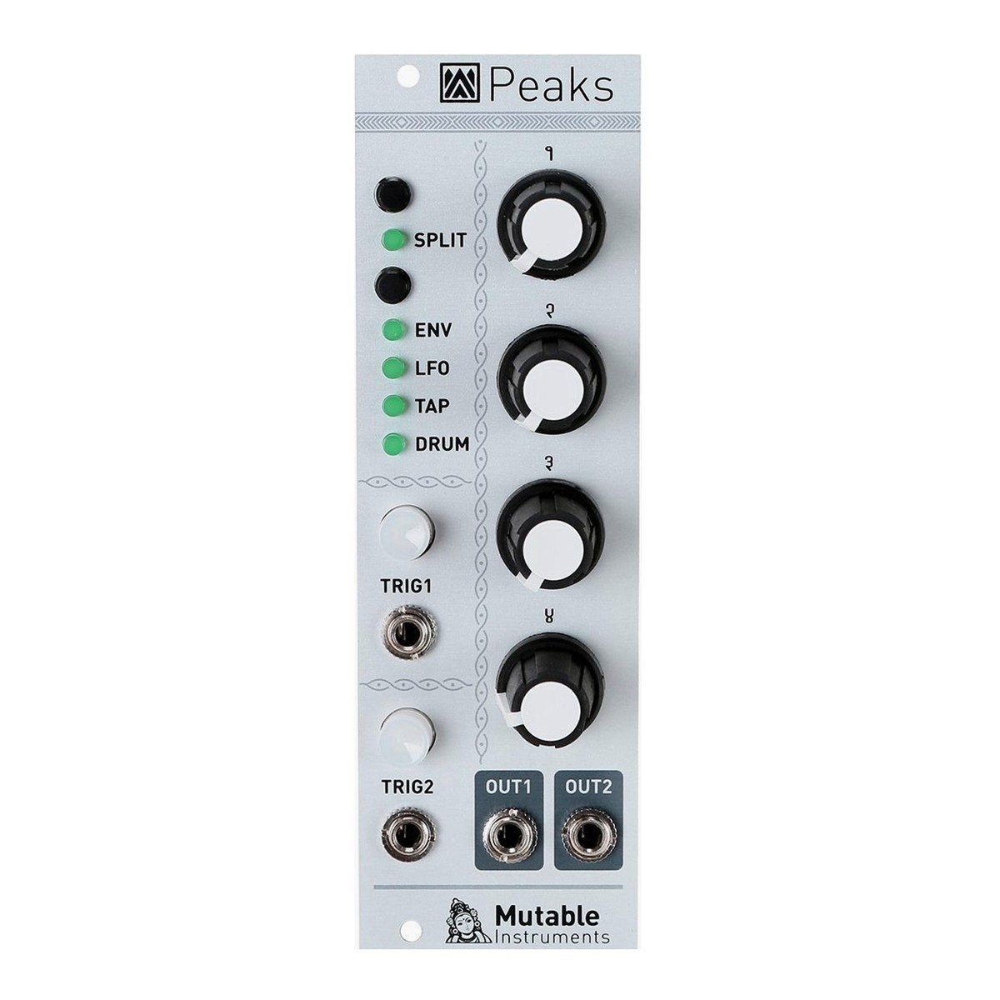 Peaks
१
SPLIT
२
ENV
LFO
TAP
DRUM
३
TRIG1
४
TRIG2
OUT1
OUT2
Mutable
Instruments